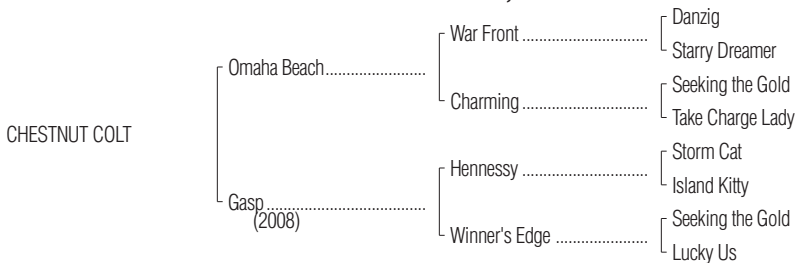 Danzig
War Front ........................................
Starry Dreamer
Omaha Beach................................
Seeking the Gold
Charming ........................................
Take Charge Lady
CHESTNUT COLT
Storm Cat
Hennessy ........................................
Island Kitty
Gasp ........................................
(2008)
Seeking the Gold
Winner's Edge ..............................
Lucky Us